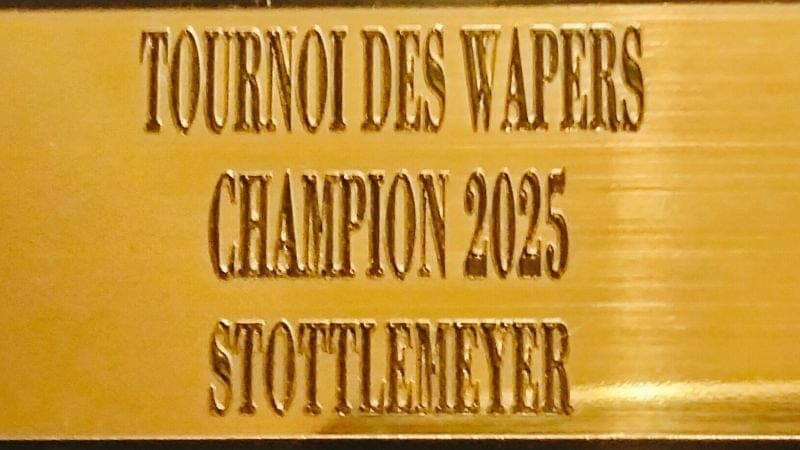 TOURNOI DES WAPERS
CHAMPION 2025
STOTTLEMEYER